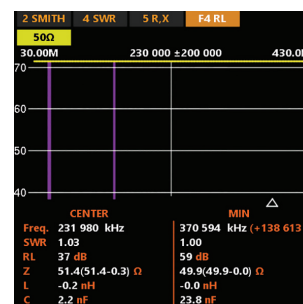 2 SMITH 4 SWR 5 R,X F4 RL
50Ω
30.00M 230 000 ±200 000 430.0
70
60
50
40
CENTER MIN
Freq. 231 980 kHz 370 594 kHz (+138 613
SWR 1.03 1.00
RL 37 dB 59 dB
Z 51.4(51.4-0.3) Ω 49.9(49.9-0.0) Ω
L -0.2 nH -0.0 nH
C 2.2 nF 23.8 nF